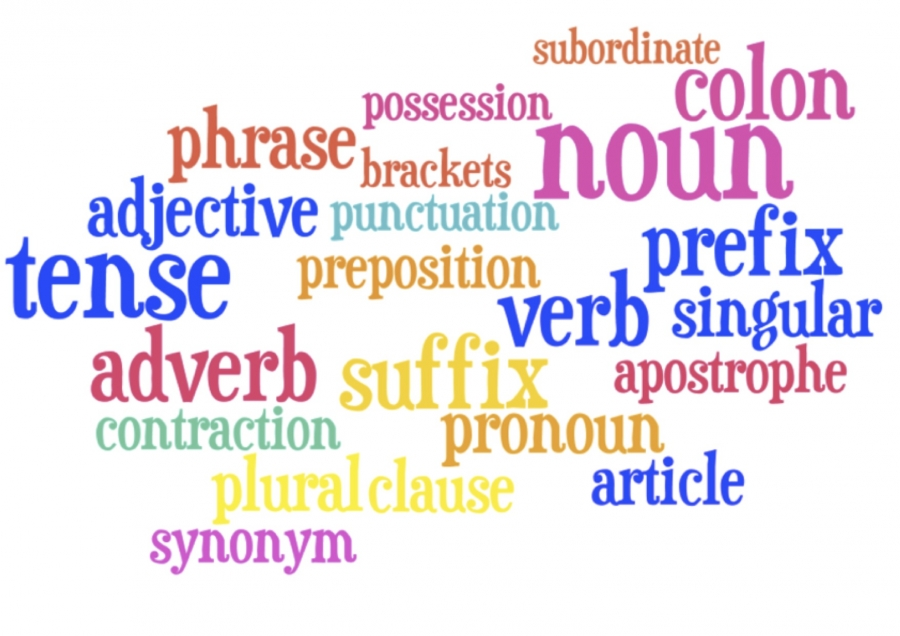 subordinate
colon
possession
phrase
noun
brackets
adjective
punctuation
prefix
tense
preposition
verb
singular
adverb
suffix
apostrophe
contraction
pronoun
plural
clause
article
synonym